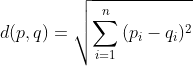 d(p,q) = \sqrt{\sum_{i=1}^{n} (p_i - q_i)^2}